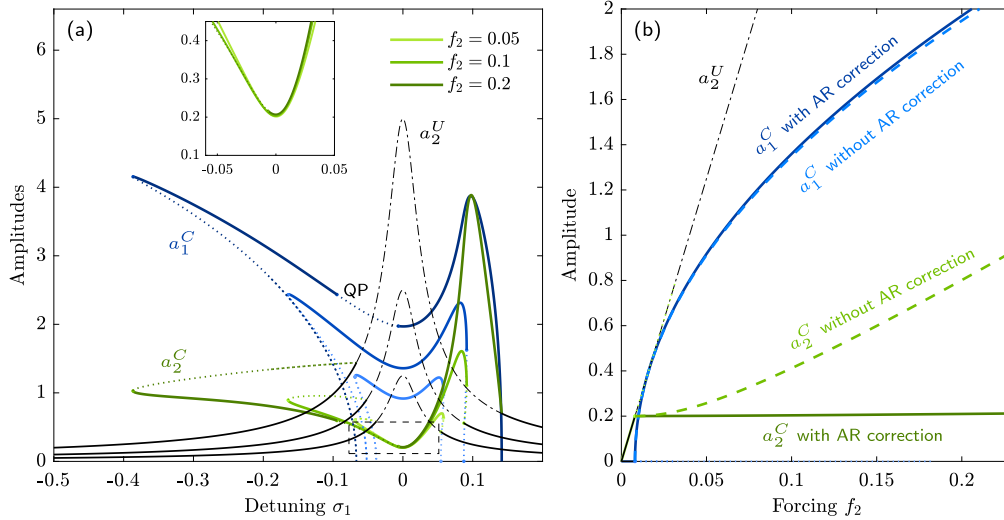 (a)
f₂ = 0.05
f₂ = 0.1
f₂ = 0.2
0.4
0.3
0.2
0.1
-0.05
0
0.05
a₂ᵁ
a₁ᶜ
QP
a₂ᶜ
Amplitudes
6
5
4
3
2
1
0
-0.5
-0.4
-0.3
-0.2
-0.1
0
0.1
Detuning σ₁
(b)
a₂ᵁ
a₁ᶜ with AR correction
a₁ᶜ without AR correction
a₂ᶜ without AR correction
a₂ᶜ with AR correction
Amplitude
2
1.8
1.6
1.4
1.2
1
0.8
0.6
0.4
0.2
0
0
0.05
0.1
0.15
0.2
Forcing f₂